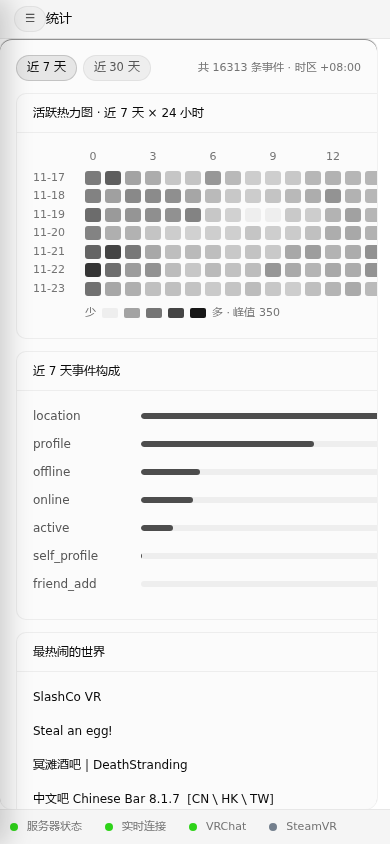 ☰ 统计
近 7 天 近 30 天 共 16313 条事件 · 时区 +08:00
活跃热力图 · 近 7 天 × 24 小时
0 3 6 9 12
11-17
11-18
11-19
11-20
11-21
11-22
11-23
少 多 · 峰值 350
近 7 天事件构成
location
profile
offline
online
active
self_profile
friend_add
最热闹的世界
SlashCo VR
Steal an egg!
冥滩酒吧 | DeathStranding
中文吧 Chinese Bar 8.1.7［CN \ HK \ TW］
服务器状态 实时连接 VRChat SteamVR